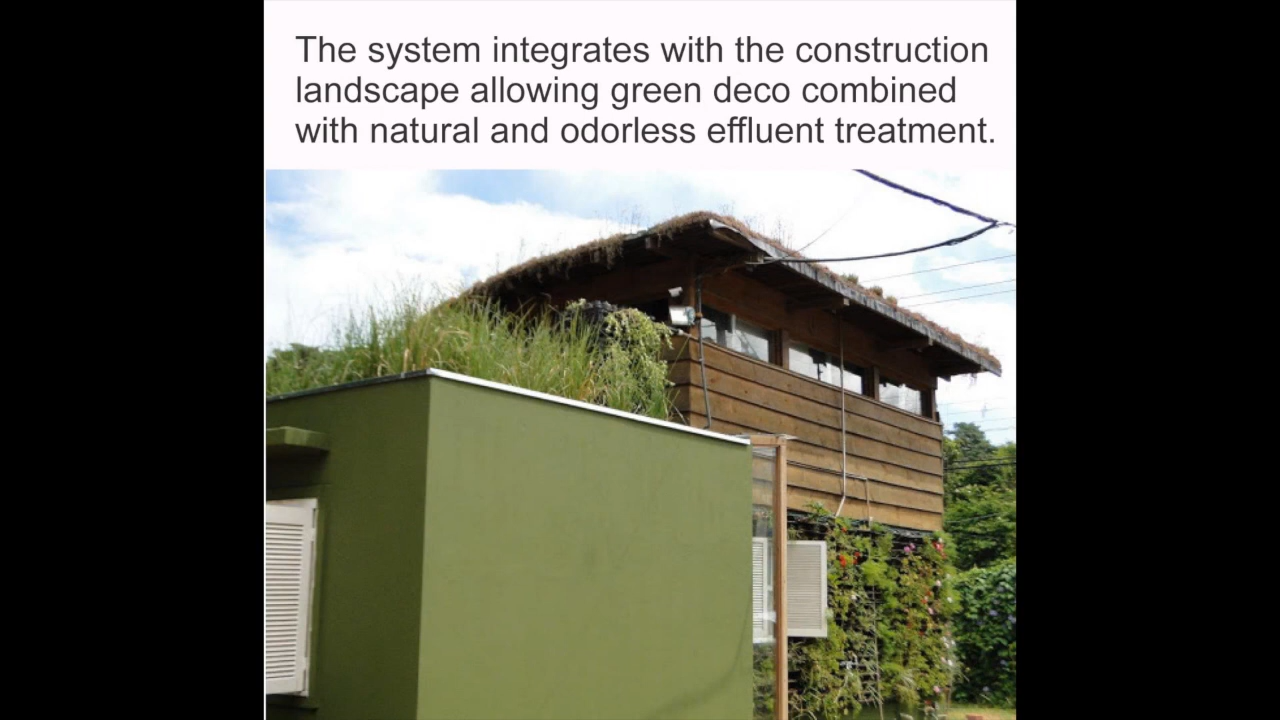 The system integrates with the construction
landscape allowing green deco combined
with natural and odorless effluent treatment.